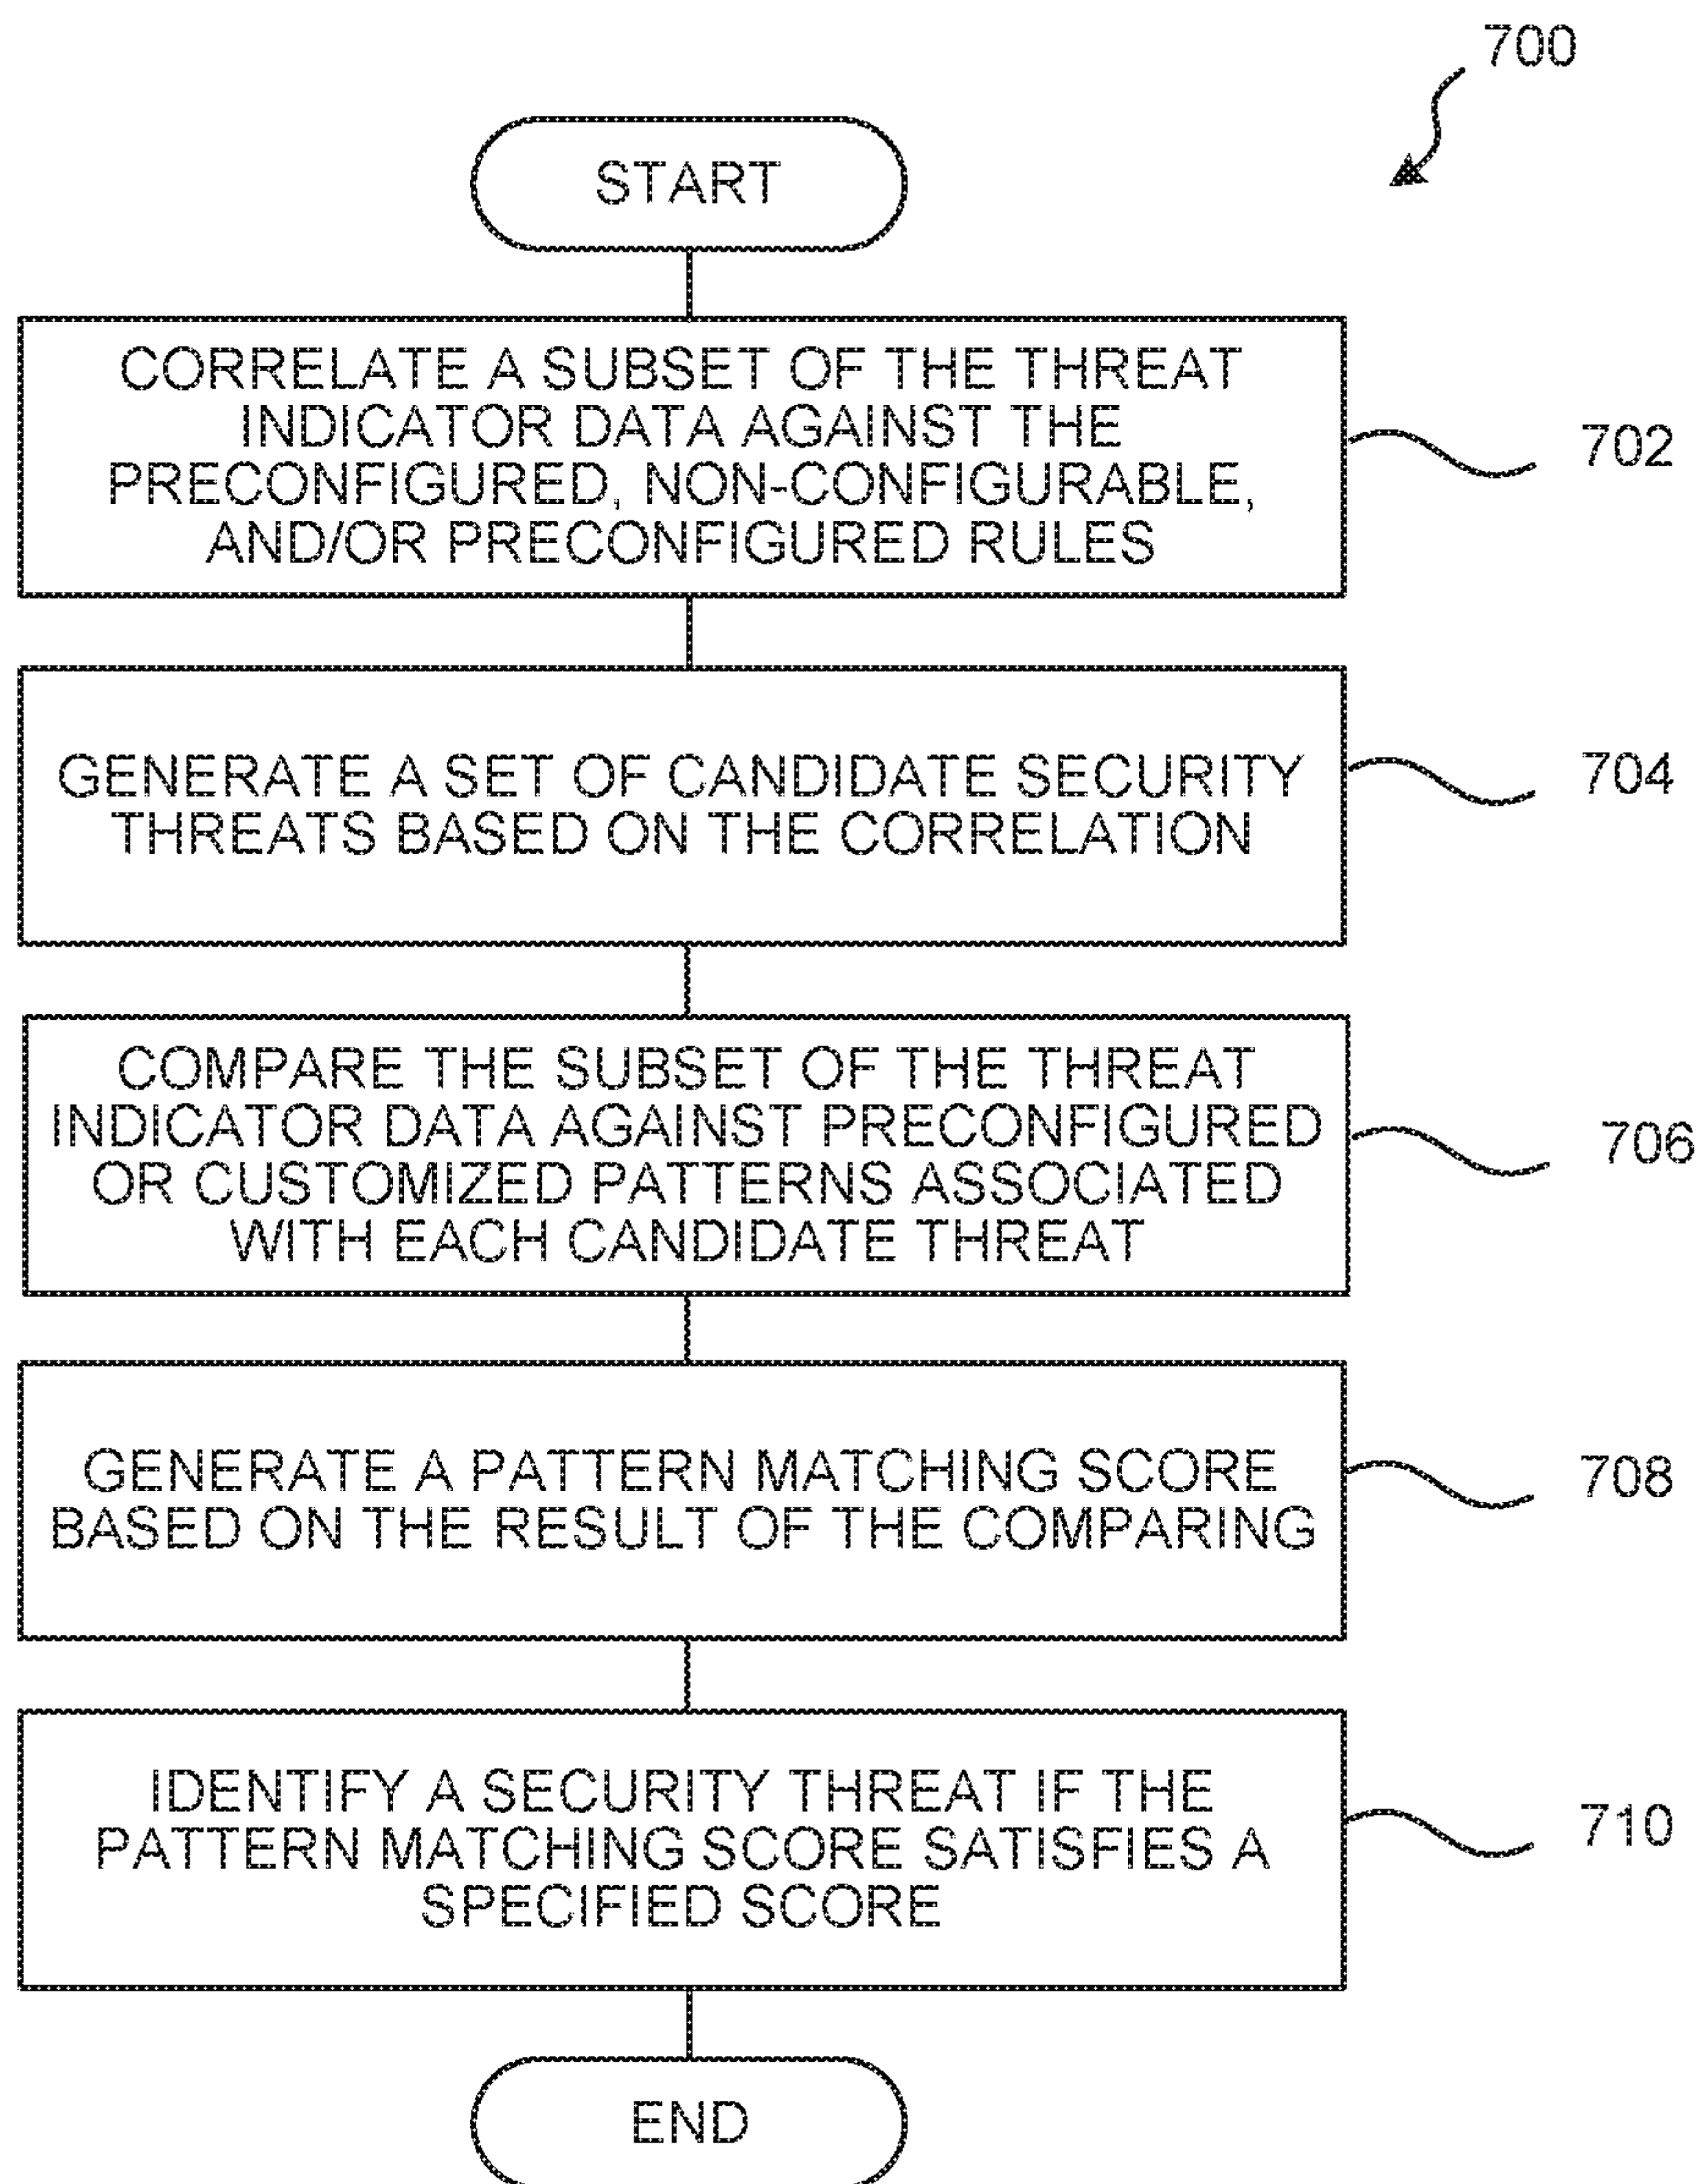 700
START
CORRELATE A SUBSET OF THE THREAT
INDICATOR DATA AGAINST THE
PRECONFIGURED, NON-CONFIGURABLE,
AND/OR PRECONFIGURED RULES
702
GENERATE A SET OF CANDIDATE SECURITY
THREATS BASED ON THE CORRELATION
704
COMPARE THE SUBSET OF THE THREAT
INDICATOR DATA AGAINST PRECONFIGURED
OR CUSTOMIZED PATTERNS ASSOCIATED
WITH EACH CANDIDATE THREAT
706
GENERATE A PATTERN MATCHING SCORE
BASED ON THE RESULT OF THE COMPARING
708
IDENTIFY A SECURITY THREAT IF THE
PATTERN MATCHING SCORE SATISFIES A
SPECIFIED SCORE
710
END